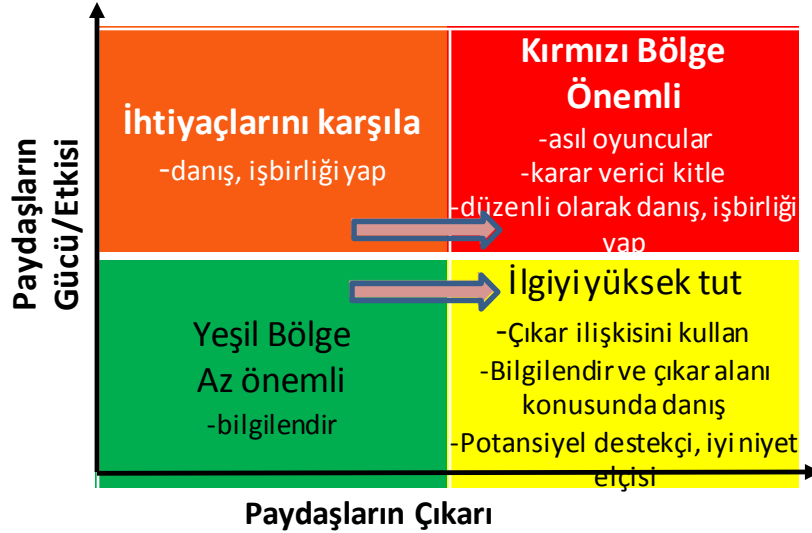 Paydaşların
Gücü/Etkisi
İhtiyaçlarını karşıla
-danış, işbirliği yap
Kırmızı Bölge
Önemli
-asıl oyuncular
-karar verici kitle
-düzenli olarak danış, işbirliği
yap
Yeşil Bölge
Az önemli
-bilgilendir
İlgiyi yüksek tut
-Çıkar ilişkisini kullan
-Bilgilendir ve çıkar alanı
konusunda danış
-Potansiyel destekçi, iyi niyet
elçisi
Paydaşların Çıkarı